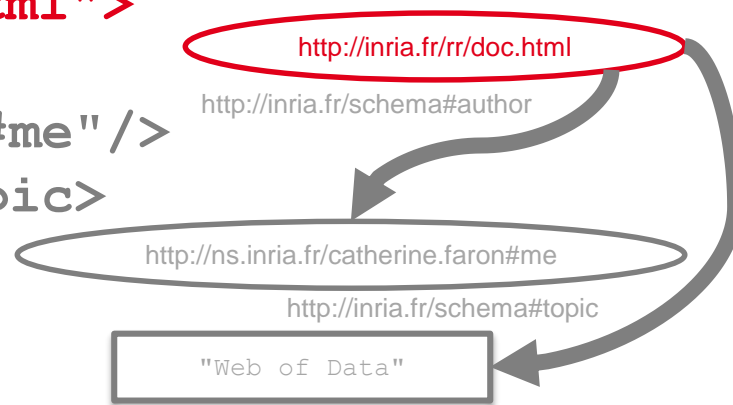 ml">
http://inria.fr/rr/doc.html
http://inria.fr/schema#author
#me"/>
pic>
http://ns.inria.fr/catherine.faron#me
http://inria.fr/schema#topic
"Web of Data"